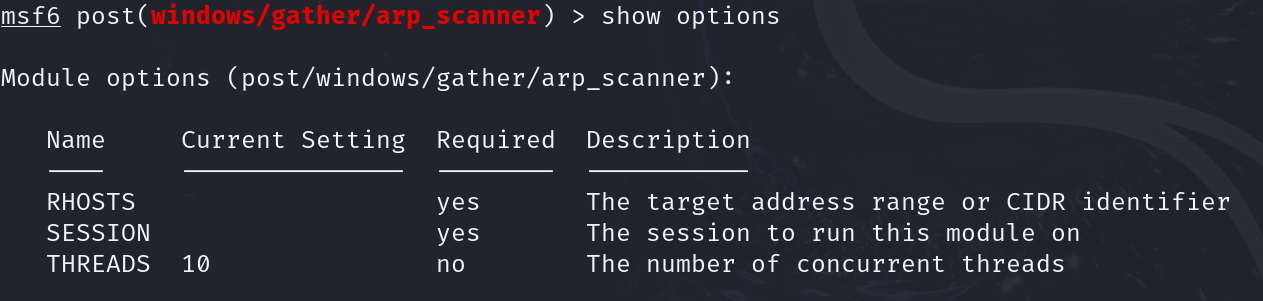 msf6 post(windows/gather/arp_scanner) > show options
Module options (post/windows/gather/arp_scanner):
Name Current Setting Required Description
RHOSTS yes The target address range or CIDR identifier
SESSION yes The session to run this module on
THREADS 10 no The number of concurrent threads